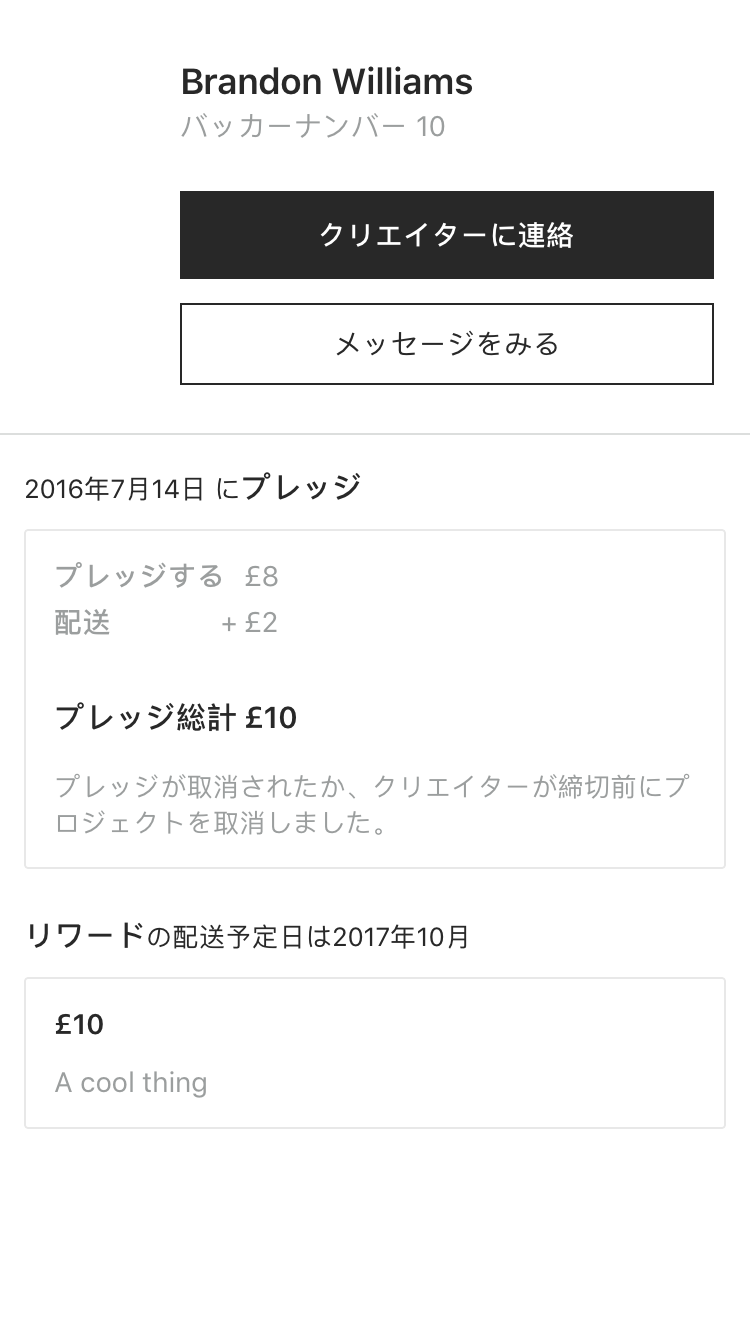 Brandon Williams
バッカーナンバー 10
クリエイターに連絡
メッセージをみる
2016年7月14日 にプレッジ
プレッジする £8
配送 + £2
プレッジ総計 £10
プレッジが取消されたか、クリエイターが締切前にプ
ロジェクトを取消しました。
リワードの配送予定日は2017年10月
£10
A cool thing